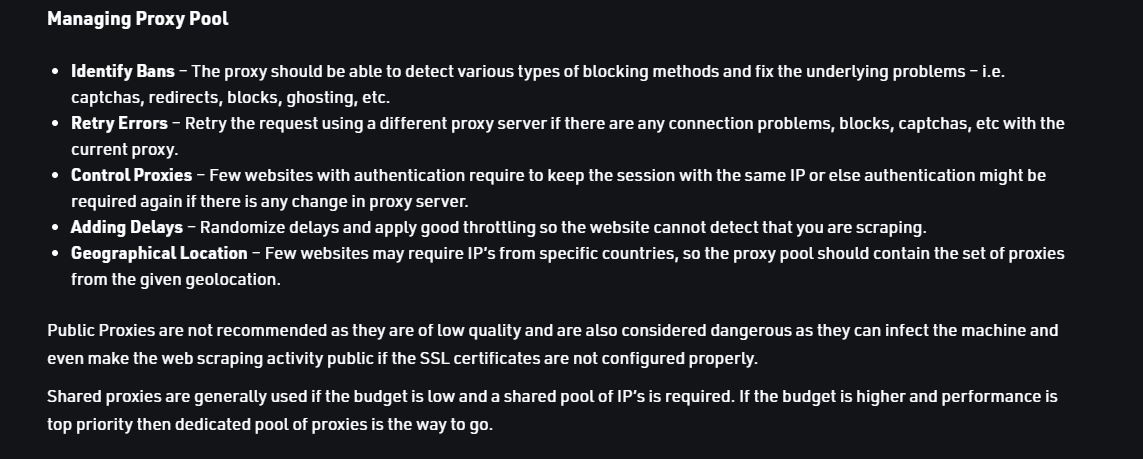 Managing Proxy Pool
• Identify Bans – The proxy should be able to detect various types of blocking methods and fix the underlying problems – i.e.
captchas, redirects, blocks, ghosting, etc.
• Retry Errors – Retry the request using a different proxy server if there are any connection problems, blocks, captchas, etc with the
current proxy.
• Control Proxies – Few websites with authentication require to keep the session with the same IP or else authentication might be
required again if there is any change in proxy server.
• Adding Delays – Randomize delays and apply good throttling so the website cannot detect that you are scraping.
• Geographical Location – Few websites may require IP’s from specific countries, so the proxy pool should contain the set of proxies
from the given geolocation.
Public Proxies are not recommended as they are of low quality and are also considered dangerous as they can infect the machine and
even make the web scraping activity public if the SSL certificates are not configured properly.
Shared proxies are generally used if the budget is low and a shared pool of IP’s is required. If the budget is higher and performance is
top priority then dedicated pool of proxies is the way to go.